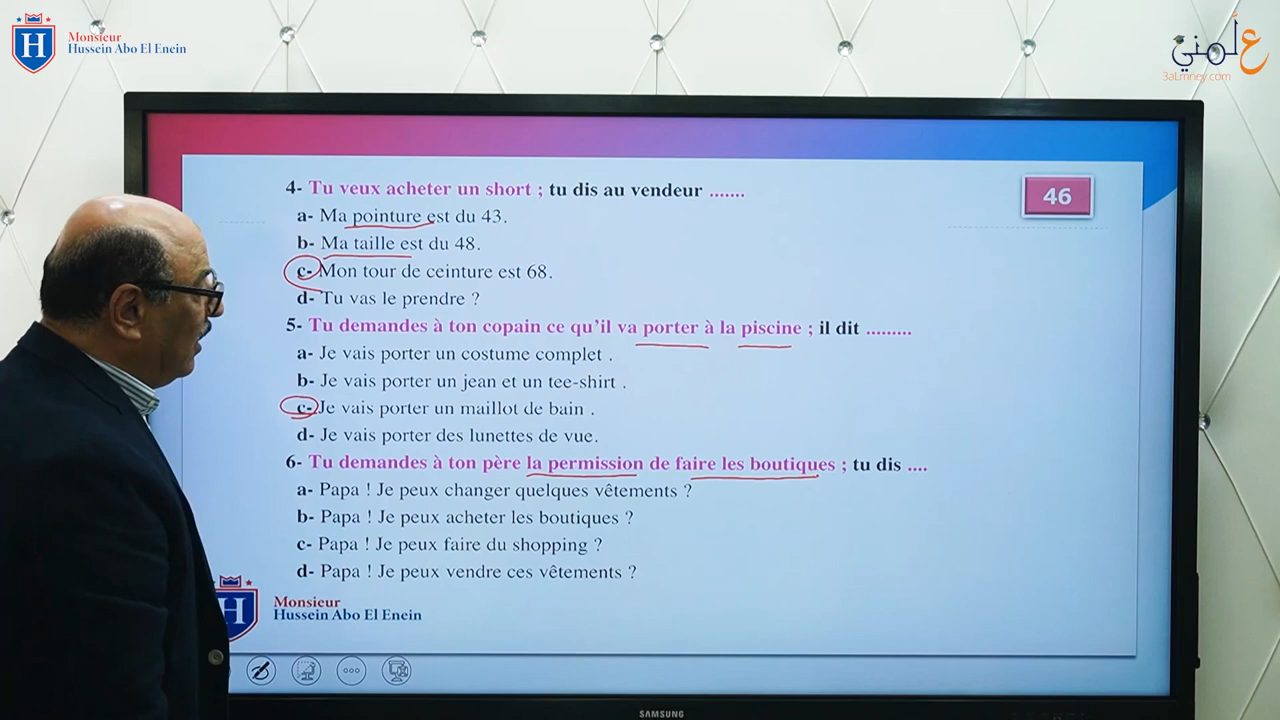 Monsieur
Hussein Abo El Enein
علمني
3aLmney.com
46
4- Tu veux acheter un short ; tu dis au vendeur .......
a- Ma pointure est du 43.
b- Ma taille est du 48.
c- Mon tour de ceinture est 68.
d- Tu vas le prendre ?
5- Tu demandes à ton copain ce qu'il va porter à la piscine ; il dit .........
a- Je vais porter un costume complet .
b- Je vais porter un jean et un tee-shirt .
c- Je vais porter un maillot de bain .
d- Je vais porter des lunettes de vue.
6- Tu demandes à ton père la permission de faire les boutiques ; tu dis ....
a- Papa ! Je peux changer quelques vêtements ?
b- Papa ! Je peux acheter les boutiques ?
c- Papa ! Je peux faire du shopping ?
d- Papa ! Je peux vendre ces vêtements ?
H
Monsieur
Hussein Abo El Enein
SAMSUNG